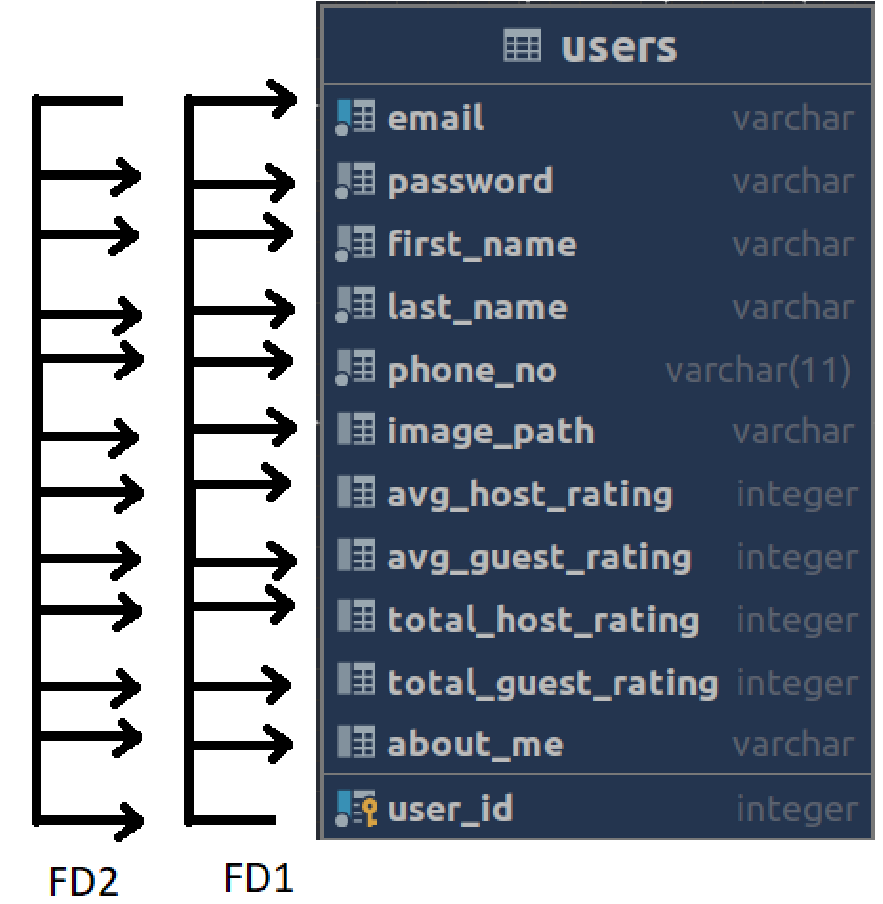 users
email varchar
password varchar
first_name varchar
last_name varchar
phone_no varchar(11)
image_path varchar
avg_host_rating integer
avg_guest_rating integer
total_host_rating integer
total_guest_rating integer
about_me varchar
user_id integer
FD2 FD1